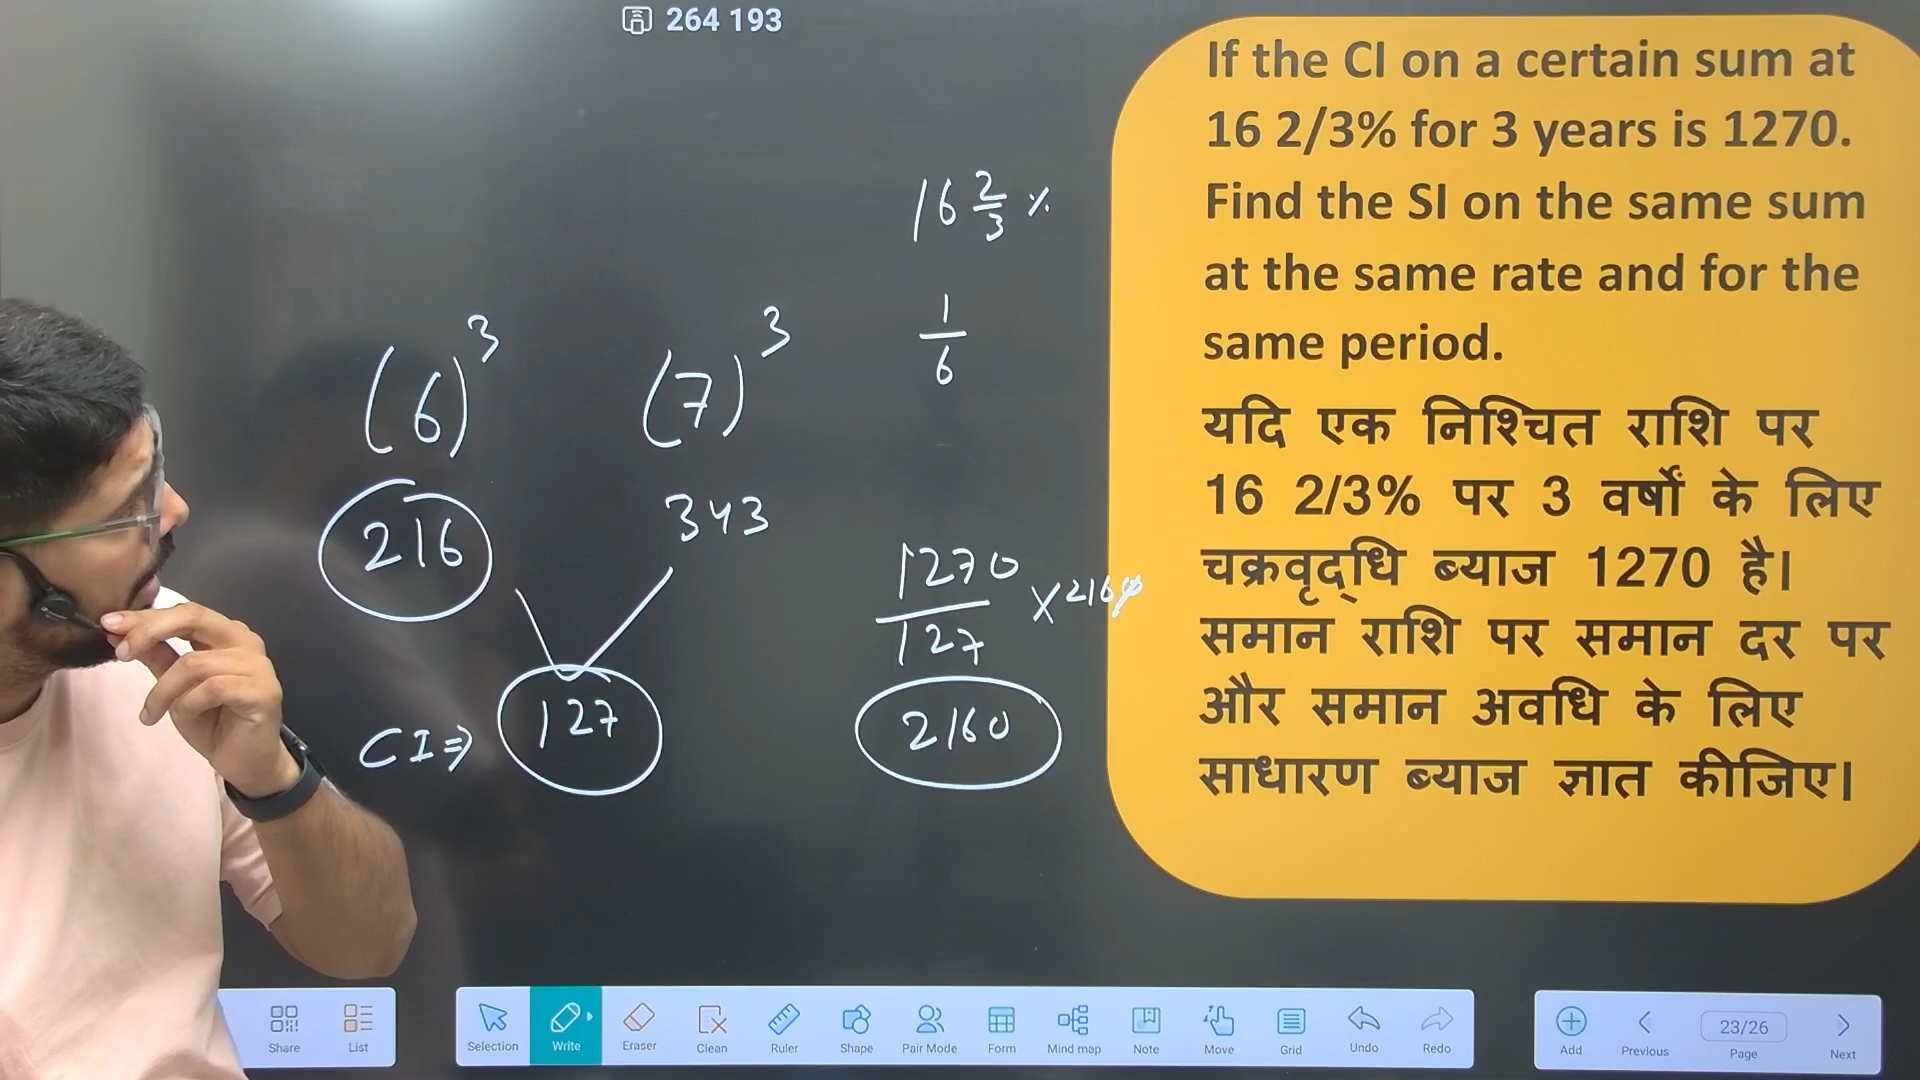 264 193
If the CI on a certain sum at
16 2/3% for 3 years is 1270.
Find the SI on the same sum
at the same rate and for the
same period.
यदि एक निश्चित राशि पर
16 2/3% पर 3 वर्षों के लिए
चक्रवृद्धि ब्याज 1270 है।
समान राशि पर समान दर पर
और समान अवधि के लिए
साधारण ब्याज ज्ञात कीजिए।
16 2/3 %
1/6
(6)^3 (7)^3
216 343
CI ⇒ 127
1270/127 × 216
2160
Share List
Selection Write Eraser Clean Ruler Shape Pair Mode Form Mind map Note Move Grid Undo Redo
Add Previous 23/26 Page Next